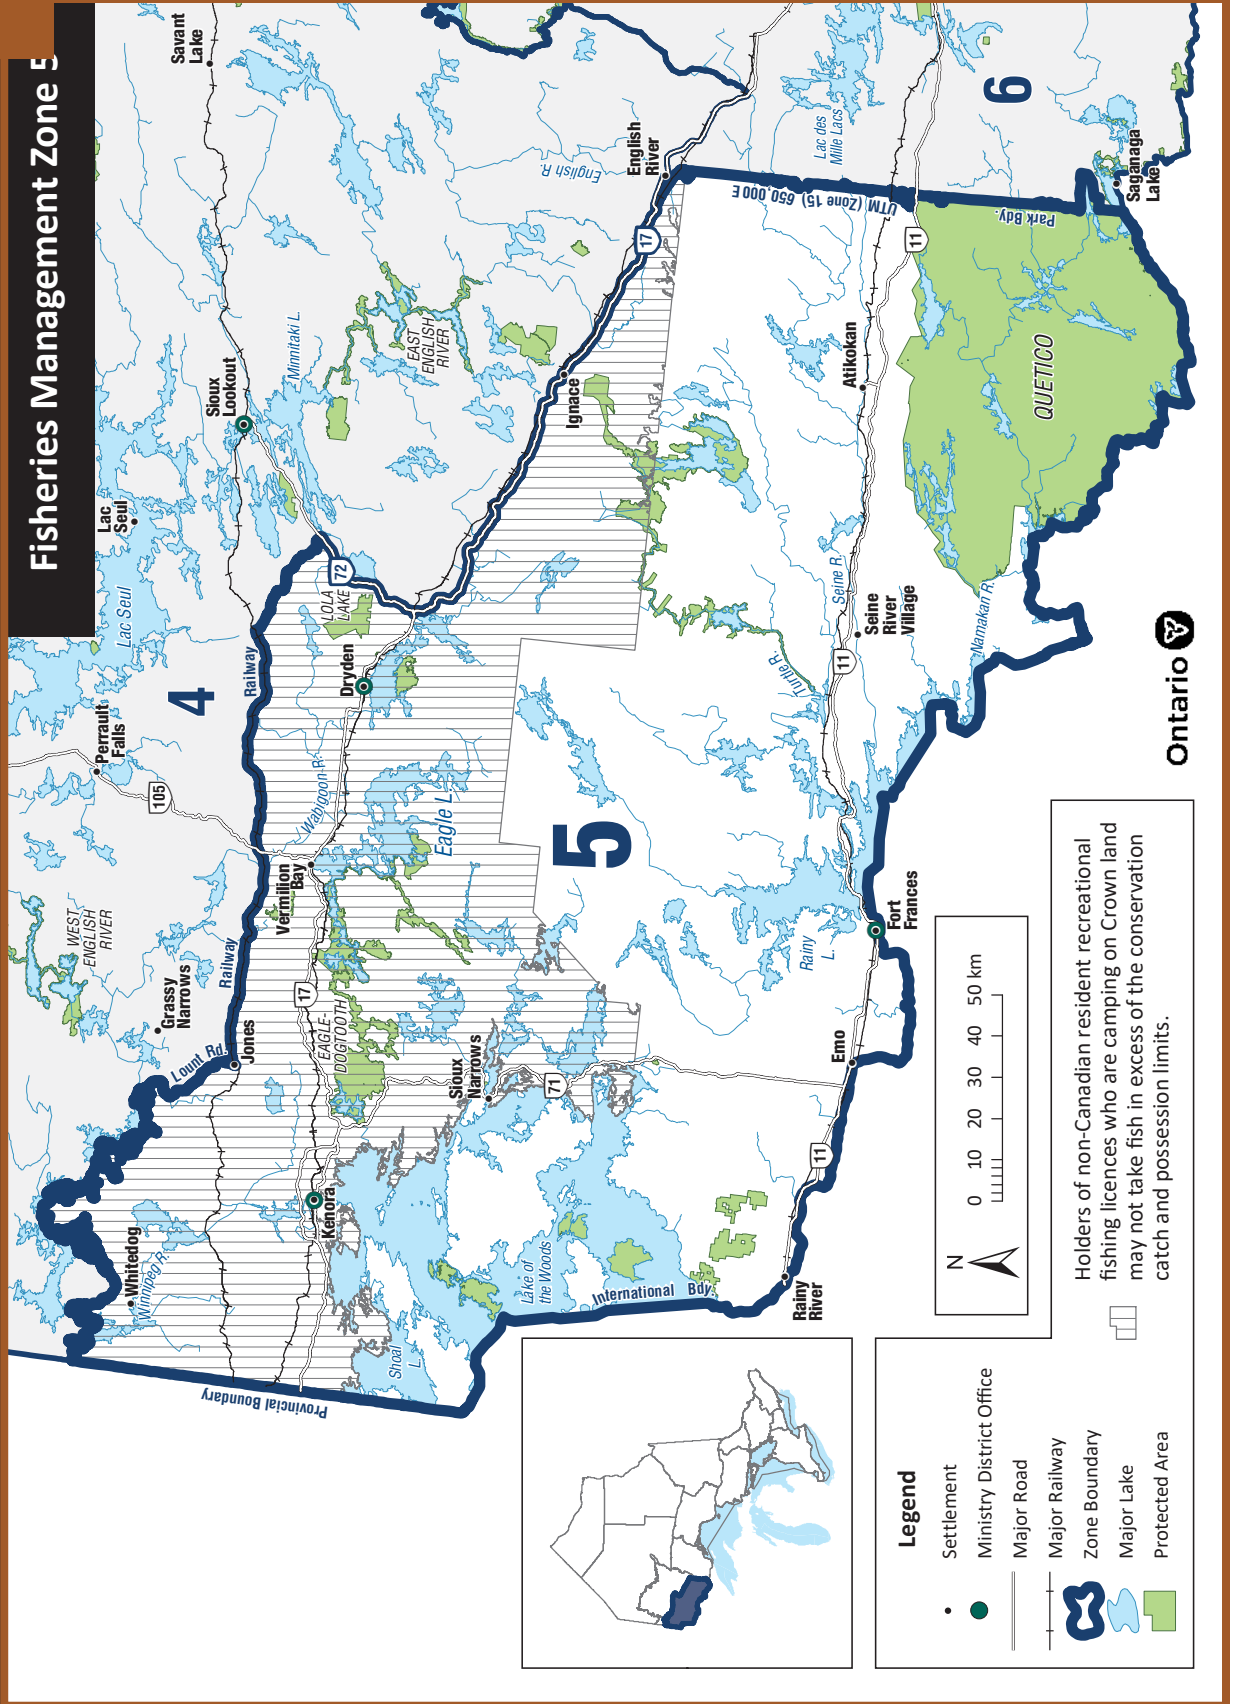 Fisheries Management Zone 5
Savant
Lake
Lac
Seul
Lac Seul
Sioux
Lookout
Minnitaki L.
English
River
English R.
Lac des
Mille Lacs
6
Saganaga
Lake
Perrault
Falls
4
105
Railway
72
LOLA
LAKE
EAST
ENGLISH
RIVER
Ignace
17
UTM (Zone 15) 650,000 E
11
Park Bdy.
WEST
ENGLISH
RIVER
Grassy
Narrows
Railway
Lount Rd.
Jones
Vermilion
Bay
Wabigoon R.
Dryden
Eagle L.
Atikokan
QUETICO
17
EAGLE-
DOGTOOTH
Sioux
Narrows
71
5
Turtle R.
Seine R.
Seine
River
Village
11
Namakan R.
Whitedog
Winnipeg R.
Kenora
Rainy
L.
Fort
Frances
Emo
11
Lake of
the Woods
Shoal
L.
International Bdy
Rainy
River
Provincial Boundary
Ontario
N
0 10 20 30 40 50 km
Legend
Settlement
Ministry District Office
Major Road
Major Railway
Zone Boundary
Major Lake
Protected Area
Holders of non-Canadian resident recreational
fishing licences who are camping on Crown land
may not take fish in excess of the conservation
catch and possession limits.